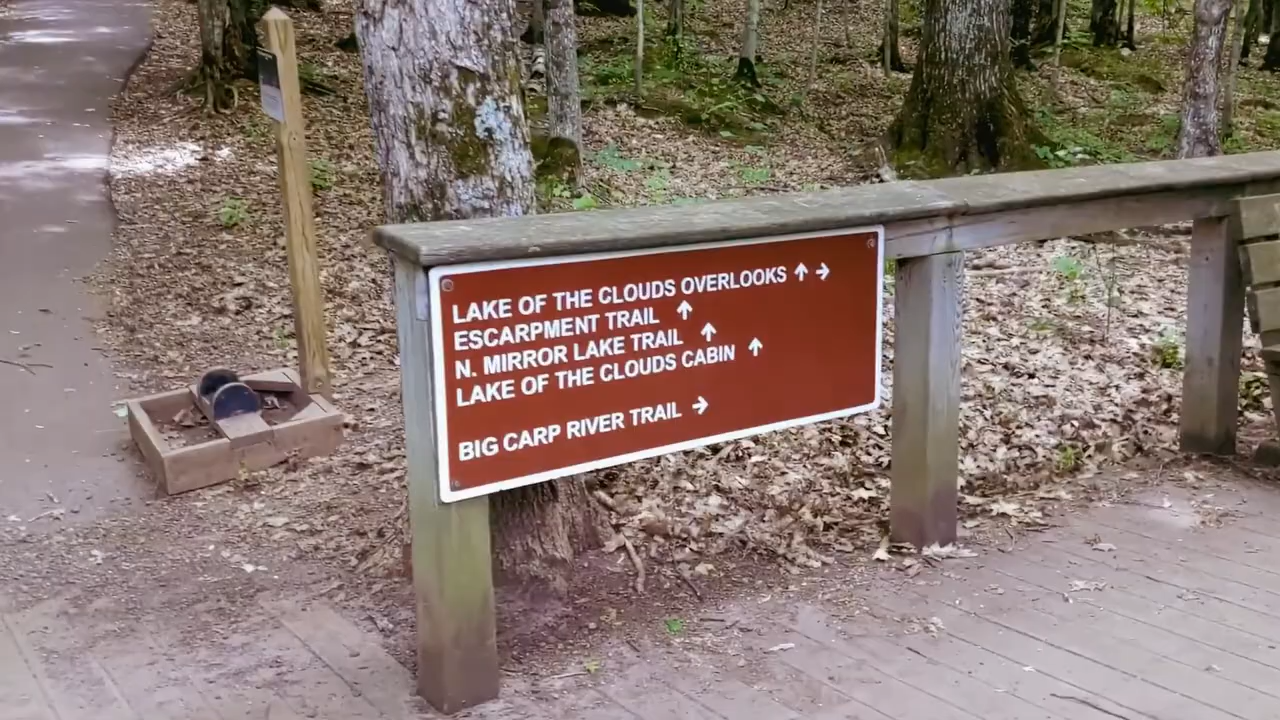 LAKE OF THE CLOUDS OVERLOOKS ↑ →
ESCARPMENT TRAIL ↑
N. MIRROR LAKE TRAIL ↑
LAKE OF THE CLOUDS CABIN ↑
BIG CARP RIVER TRAIL →